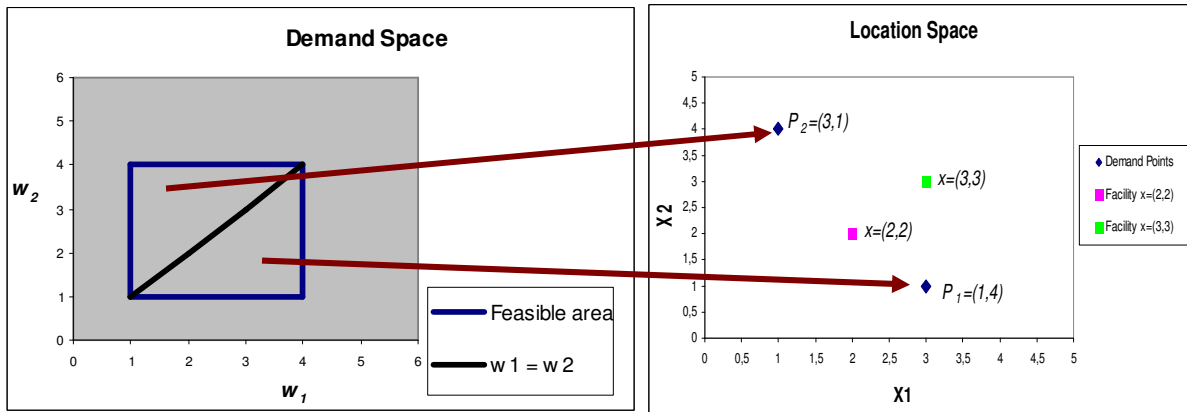 Demand Space
6
5
4
3
2
1
0
w2
0 1 2 3 4 5 6
w1
Feasible area
w 1 = w 2
Location Space
5
4,5
4
3,5
3
2,5
2
1,5
1
0,5
0
X 2
0 0,5 1 1,5 2 2,5 3 3,5 4 4,5 5
X1
P2=(3,1)
x=(3,3)
x=(2,2)
P1=(1,4)
Demand Points
Facility x=(2,2)
Facility x=(3,3)